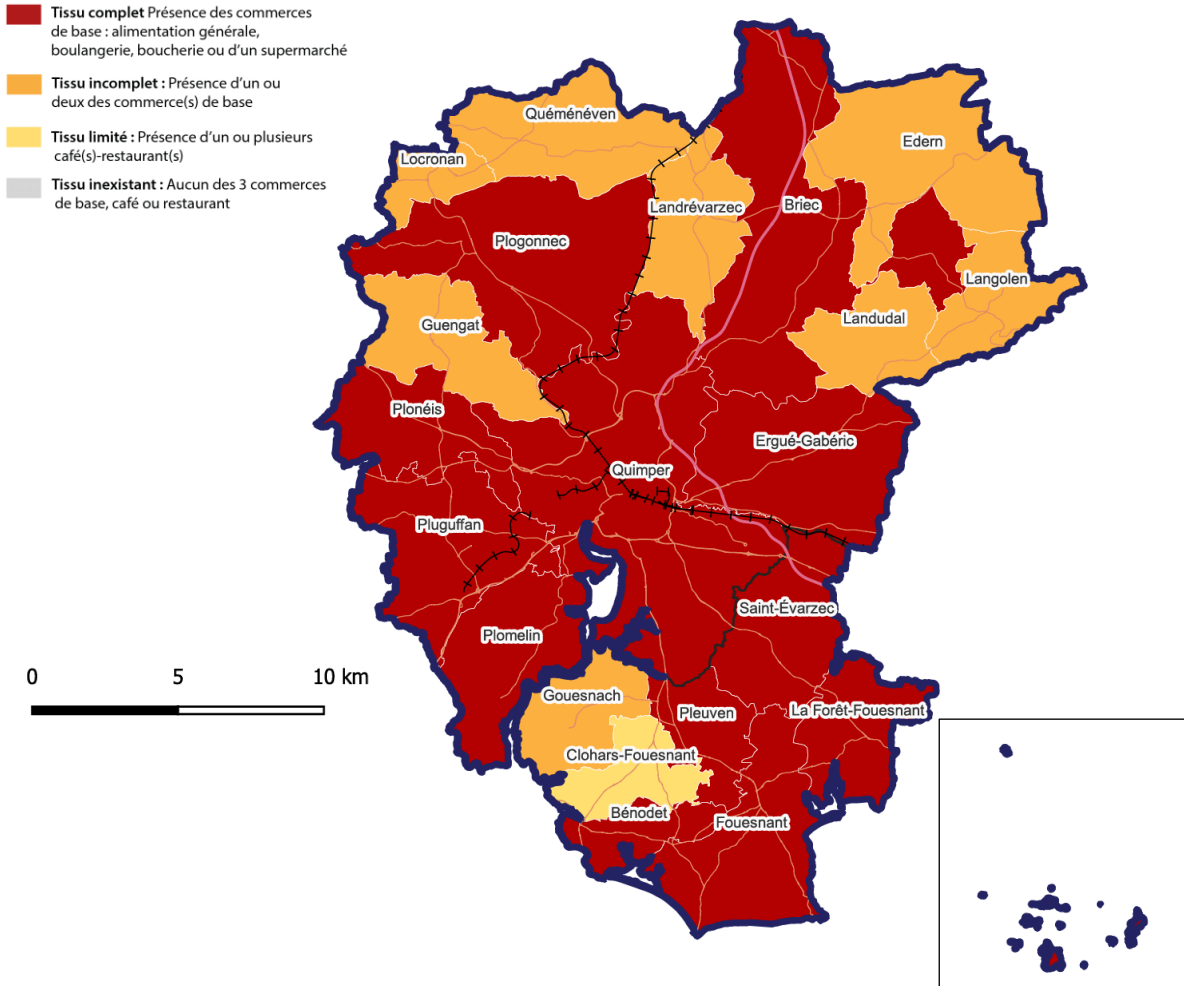 Tissu complet Présence des commerces
de base : alimentation générale,
boulangerie, boucherie ou d'un supermarché
Tissu incomplet : Présence d'un ou
deux des commerce(s) de base
Tissu limité : Présence d'un ou plusieurs
café(s)-restaurant(s)
Tissu inexistant : Aucun des 3 commerces
de base, café ou restaurant
Quéménéven
Edern
Locronan
Landrévarzec
Briec
Plogonnec
Langolen
Guengat
Landudal
Plonéis
Ergué-Gabéric
Quimper
Pluguffan
Saint-Évarzec
Plomelin
0 5 10 km
Gouesnach
Pleuven
La Forêt-Fouesnant
Clohars-Fouesnant
Bénodet
Fouesnant